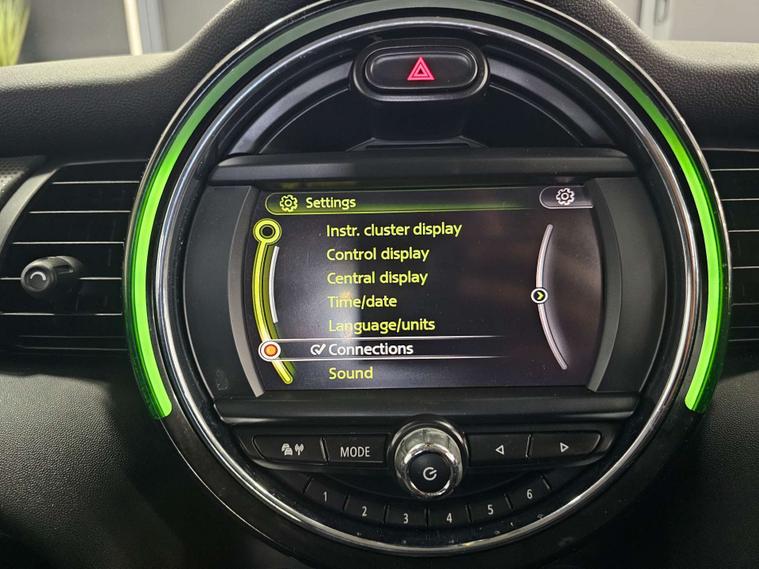 Settings
Instr. cluster display
Control display
Central display
Time/date
Language/units
Connections
Sound
MODE
1 2 3 4 5 6